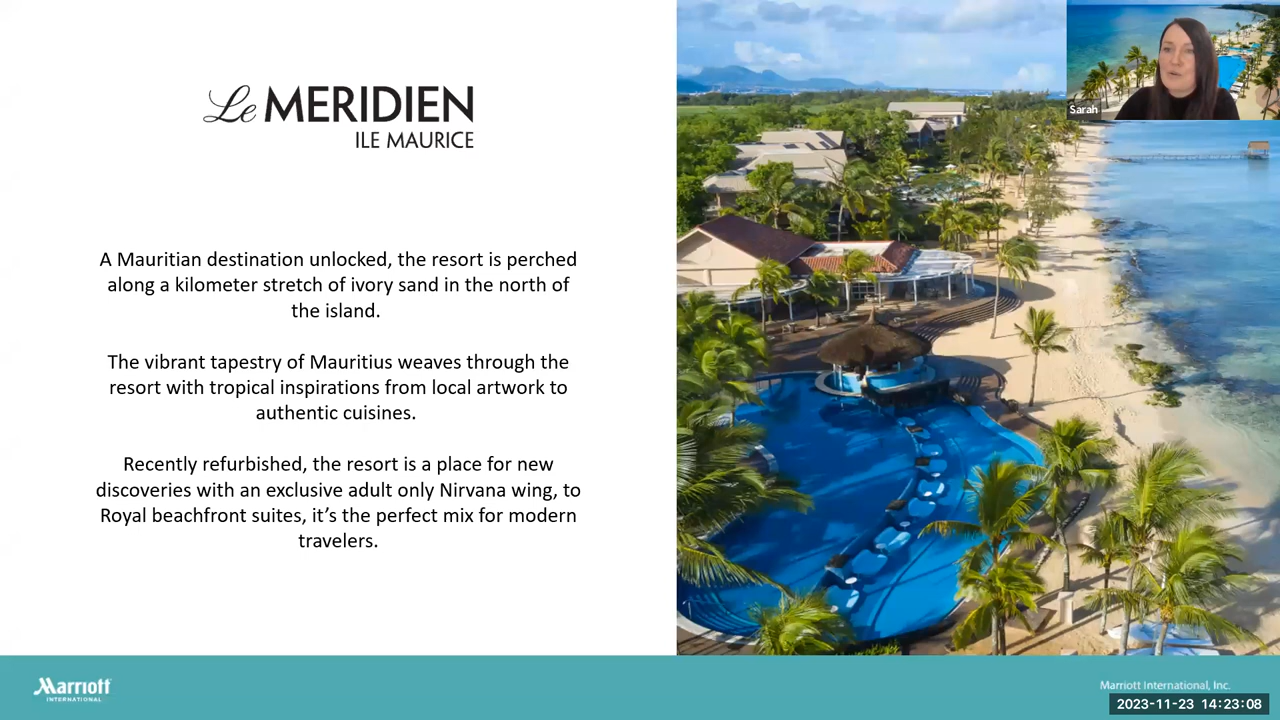 Le MERIDIEN
ILE MAURICE
Sarah
A Mauritian destination unlocked, the resort is perched
along a kilometer stretch of ivory sand in the north of
the island.
The vibrant tapestry of Mauritius weaves through the
resort with tropical inspirations from local artwork to
authentic cuisines.
Recently refurbished, the resort is a place for new
discoveries with an exclusive adult only Nirvana wing, to
Royal beachfront suites, it’s the perfect mix for modern
travelers.
Marriott
INTERNATIONAL
Marriott International, Inc.
2023-11-23 14:23:08